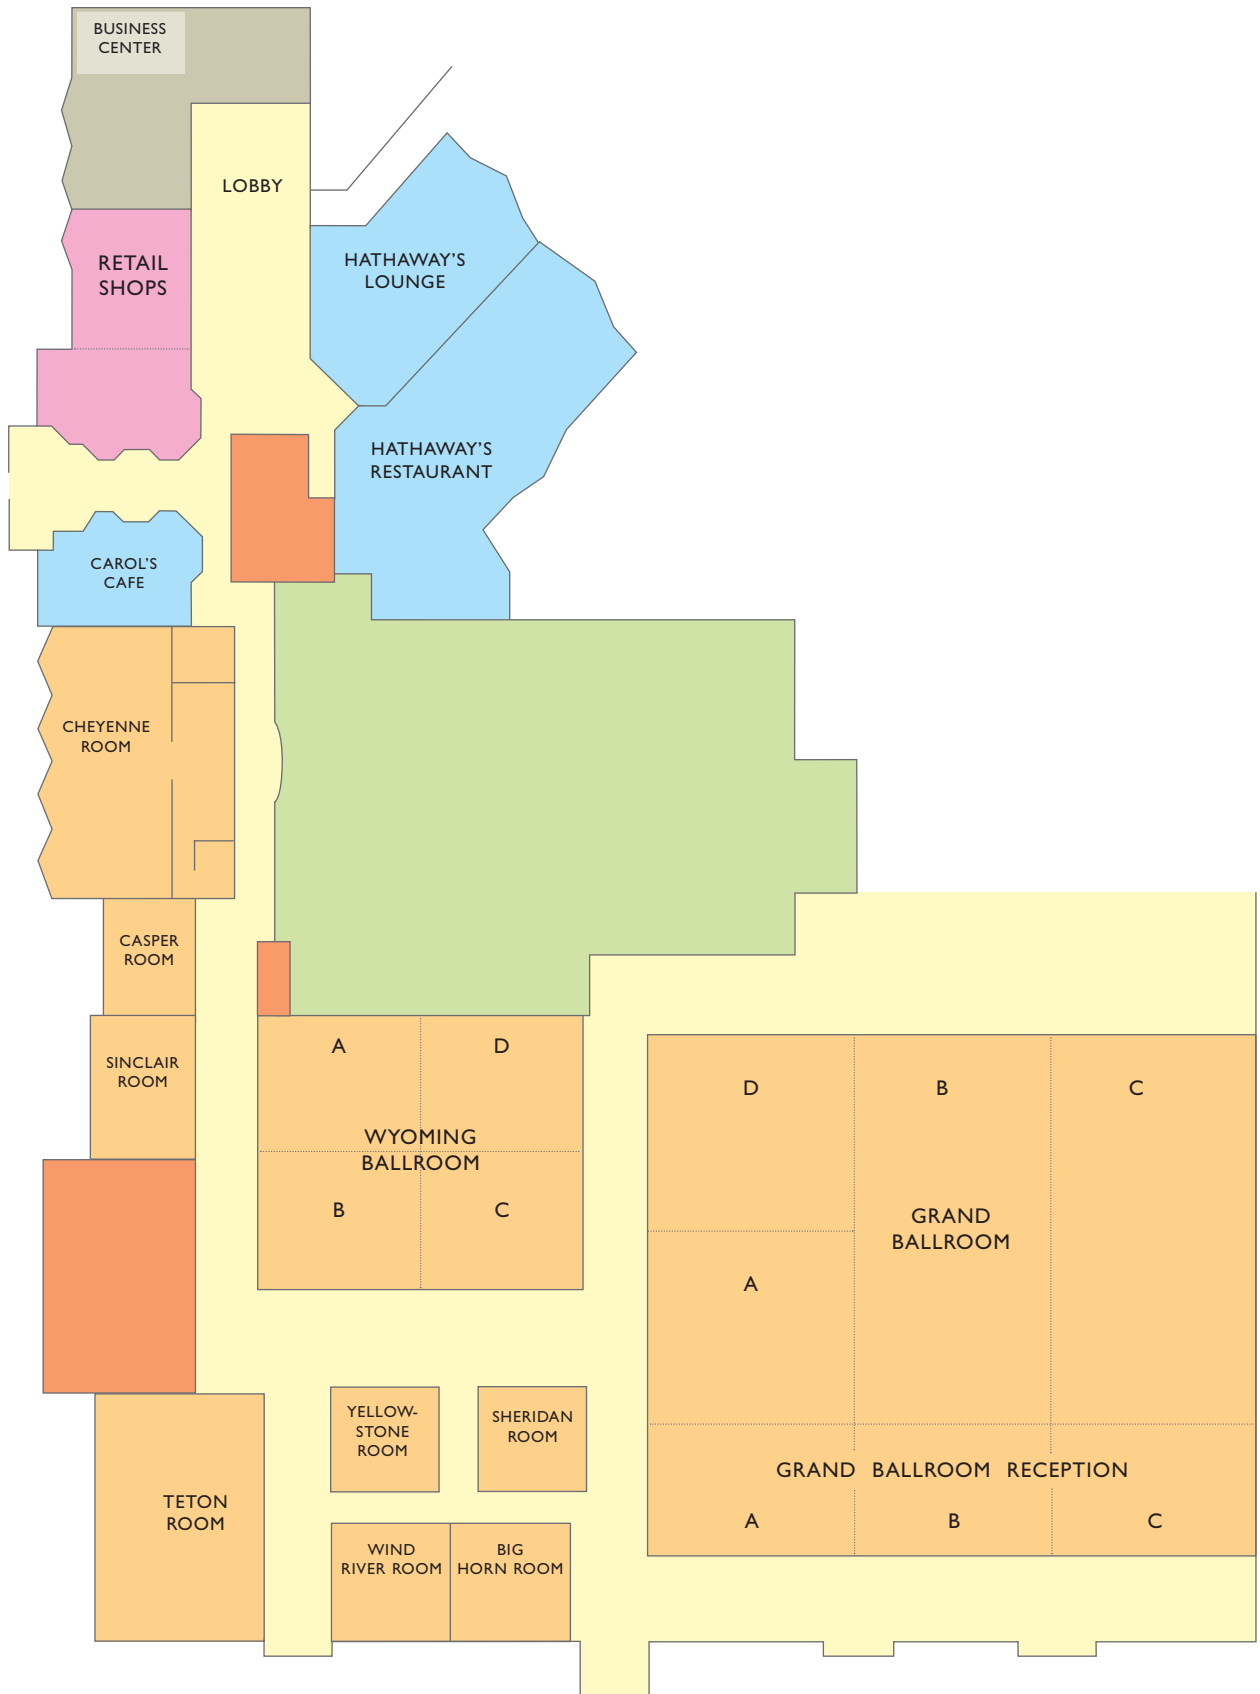 BUSINESS
CENTER
LOBBY
RETAIL
SHOPS
HATHAWAY'S
LOUNGE
HATHAWAY'S
RESTAURANT
CAROL'S
CAFE
CHEYENNE
ROOM
CASPER
ROOM
SINCLAIR
ROOM
A
D
WYOMING
BALLROOM
B
C
D
B
C
GRAND
BALLROOM
A
YELLOW-
STONE
ROOM
SHERIDAN
ROOM
GRAND BALLROOM RECEPTION
A
B
C
TETON
ROOM
WIND
RIVER ROOM
BIG
HORN ROOM